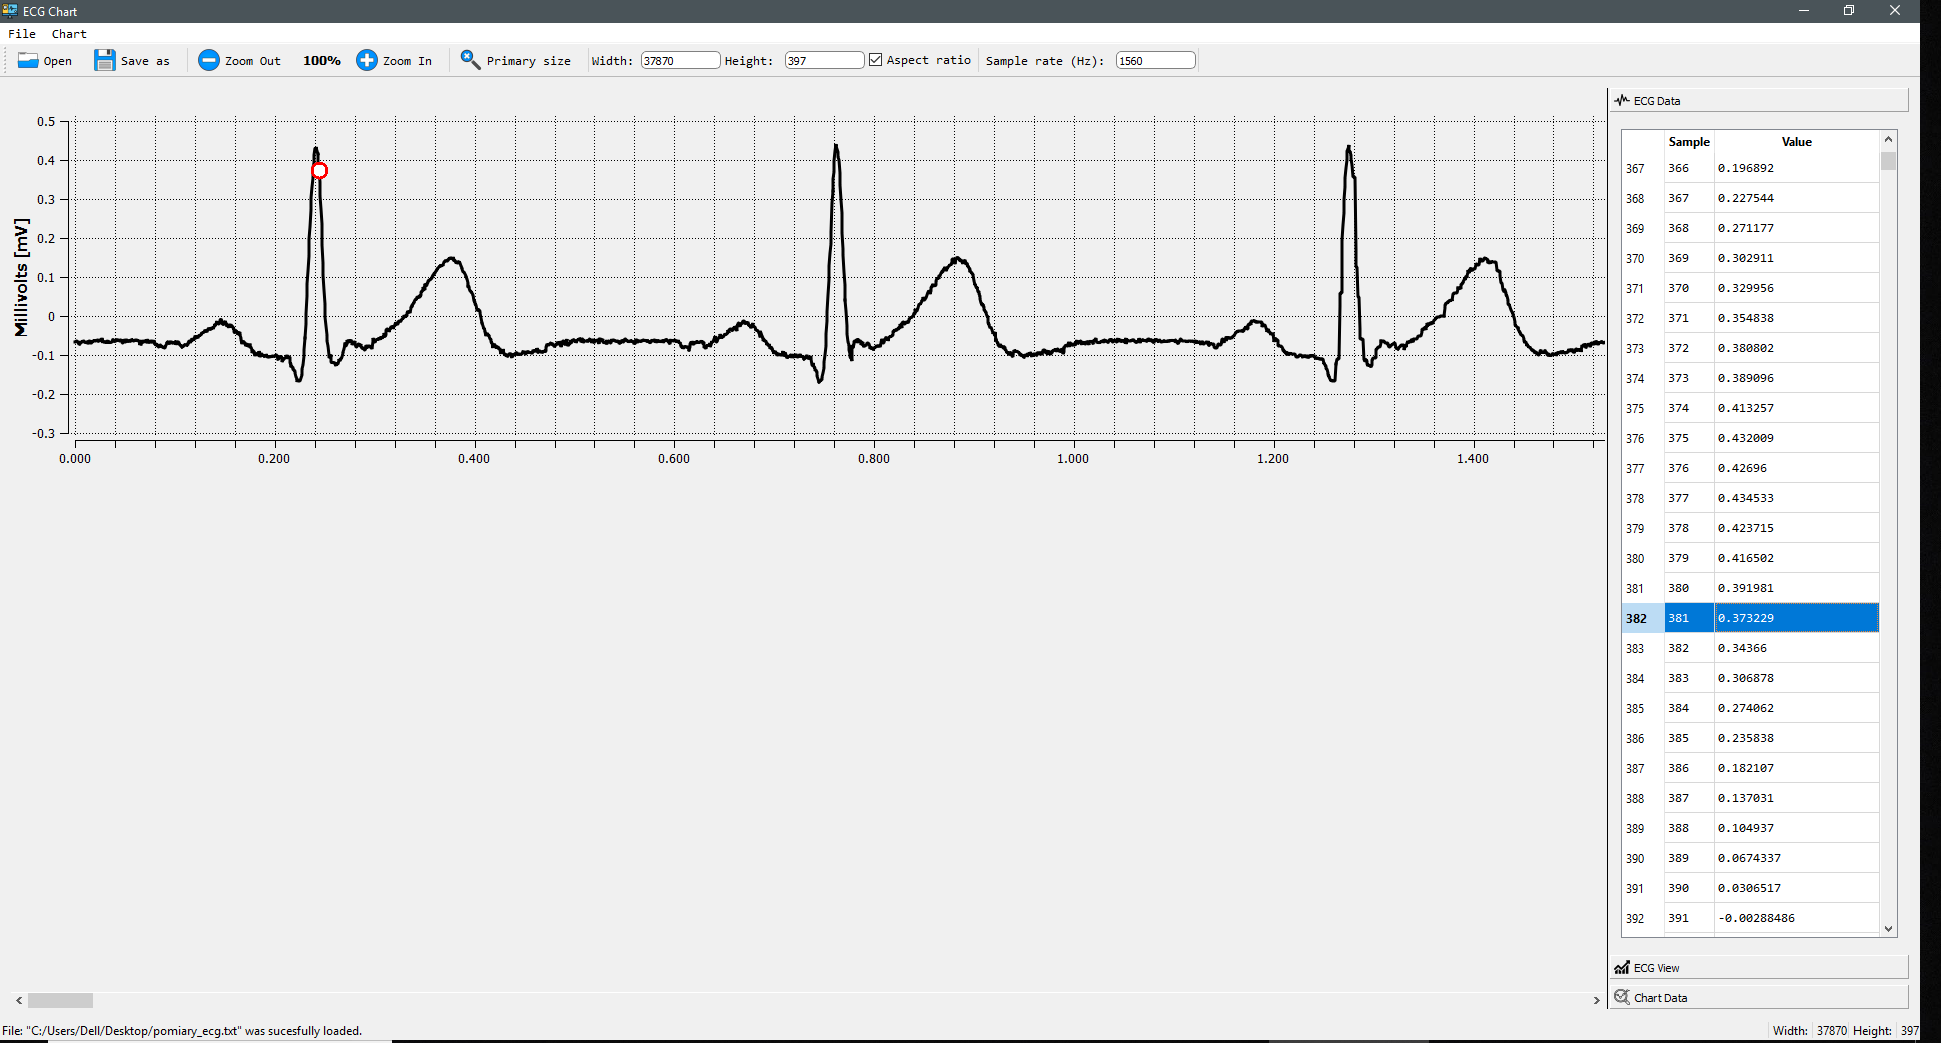 ECG Chart
File Chart
Open Save as Zoom Out 100% Zoom In Primary size Width: 37870 Height: 397 Aspect ratio Sample rate (Hz): 1560
Millivolts [mV]
0.5
0.4
0.3
0.2
0.1
0
-0.1
-0.2
-0.3
0.000 0.200 0.400 0.600 0.800 1.000 1.200 1.400
ECG Data
Sample Value
367 366 0.196892
368 367 0.227544
369 368 0.271177
370 369 0.302911
371 370 0.329956
372 371 0.354838
373 372 0.380802
374 373 0.389096
375 374 0.413257
376 375 0.432009
377 376 0.42696
378 377 0.434533
379 378 0.423715
380 379 0.416502
381 380 0.391981
382 381 0.373229
383 382 0.34366
384 383 0.306878
385 384 0.274062
386 385 0.235838
387 386 0.182107
388 387 0.137031
389 388 0.104937
390 389 0.0674337
391 390 0.0306517
392 391 -0.00288486
ECG View
Chart Data
File: "C:/Users/Dell/Desktop/pomiary_ecg.txt" was sucesfully loaded.
Width: 37870 Height: 397